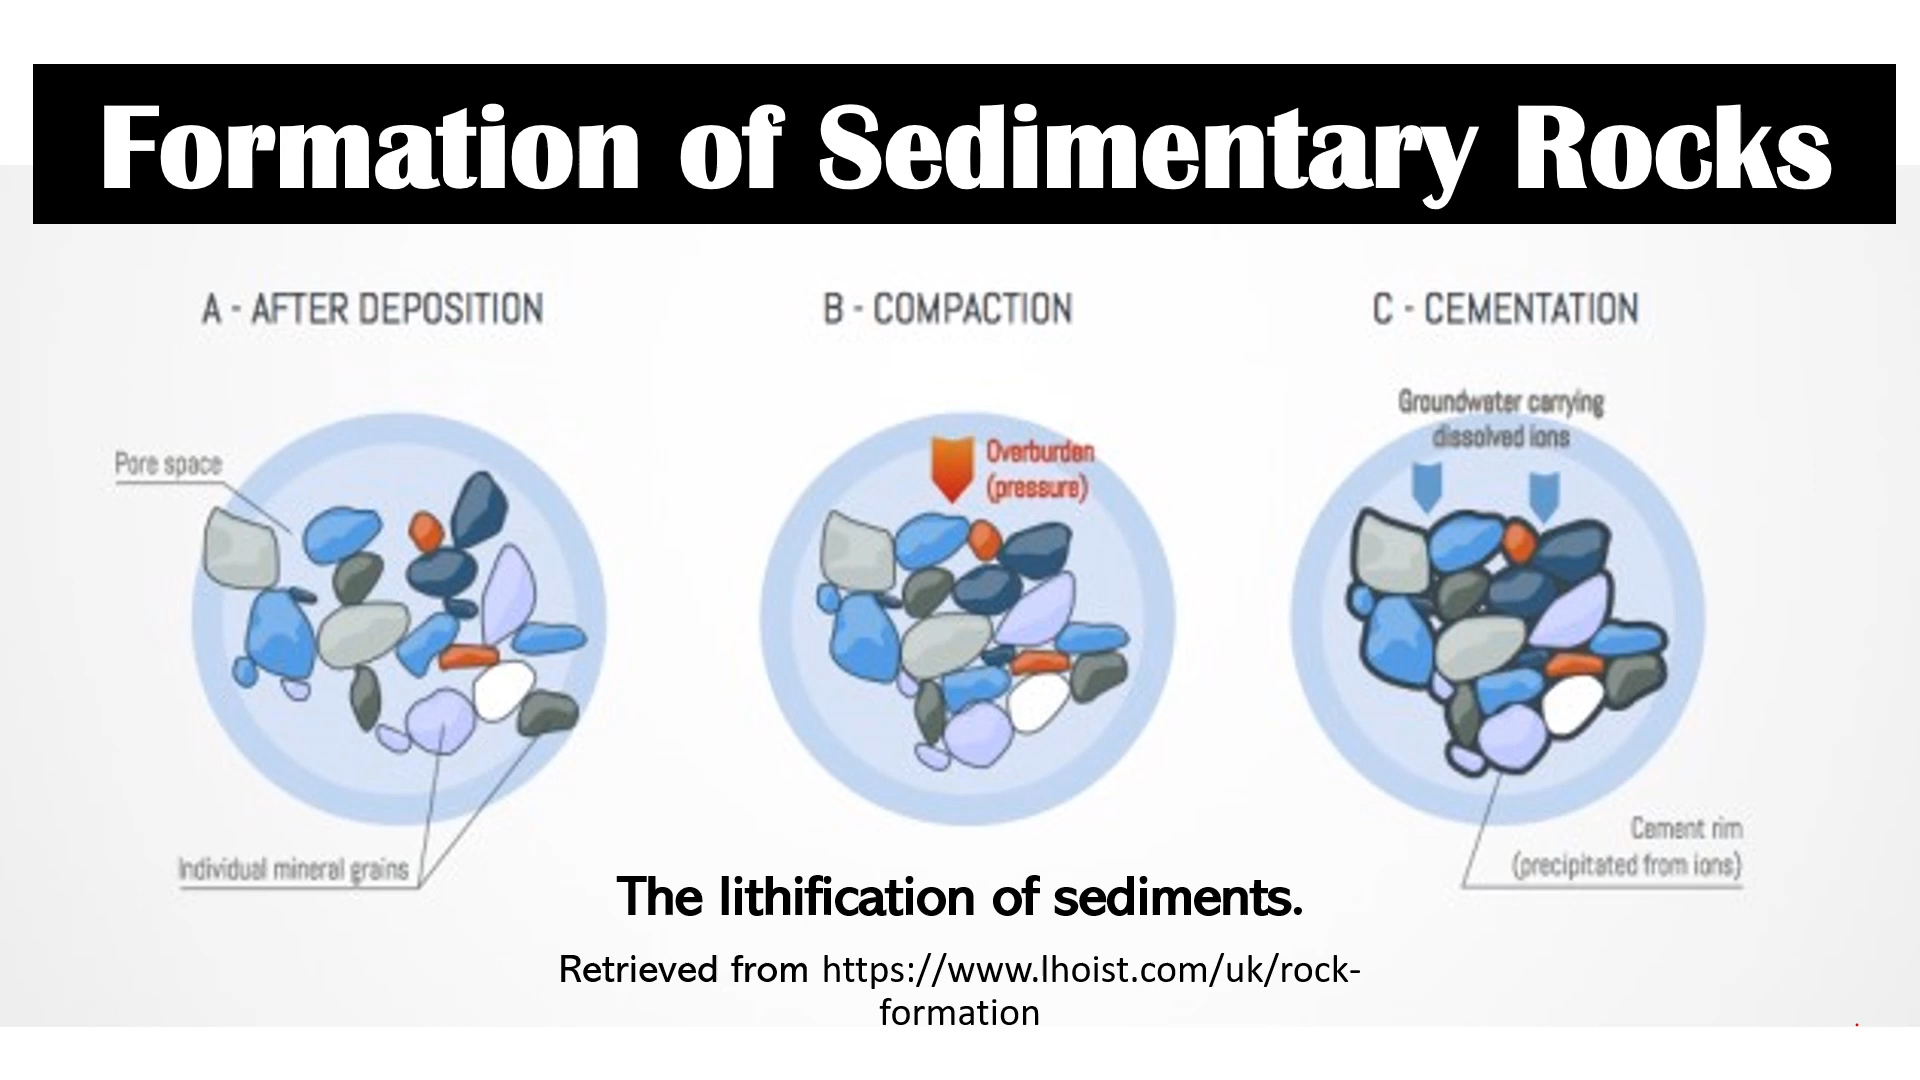 Formation of Sedimentary Rocks
A - AFTER DEPOSITION
B - COMPACTION
C - CEMENTATION
Groundwater carrying
dissolved ions
Pore space
Overburden
(pressure)
Cement rim
(precipitated from ions)
Individual mineral grains
The lithification of sediments.
Retrieved from https://www.lhoist.com/uk/rock-
formation